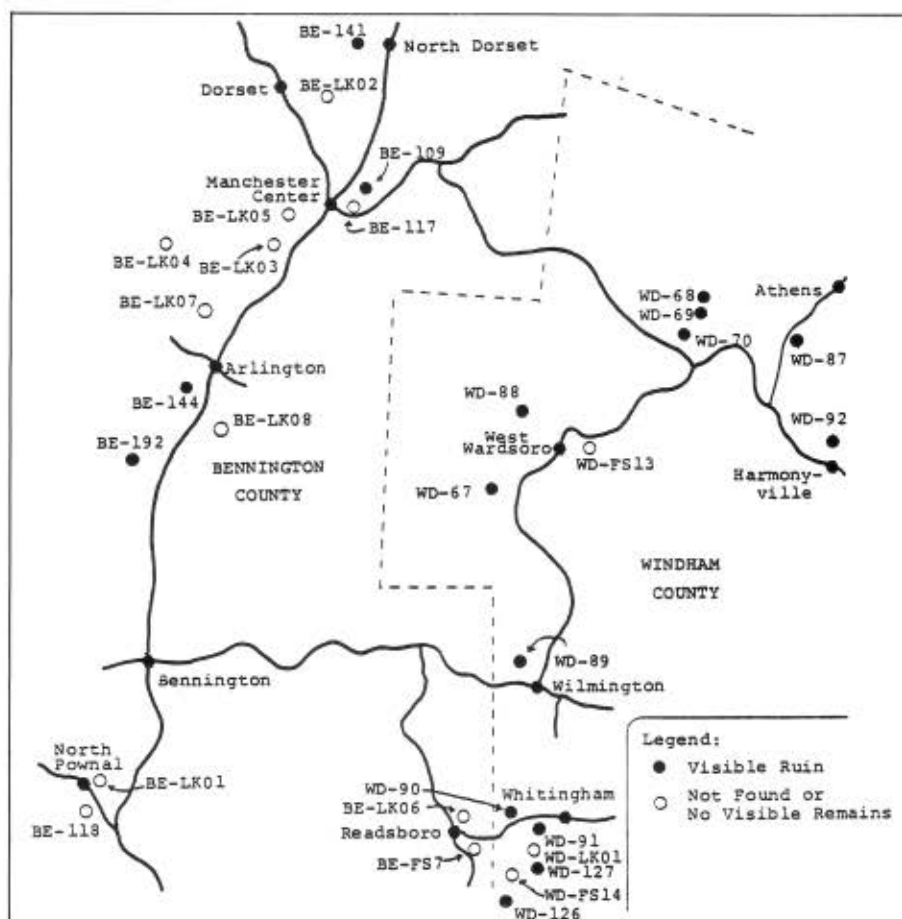 BE-141
North Dorset
Dorset
BE-LK02
BE-109
Manchester
Center
BE-LK05
BE-117
BE-LK04
BE-LK03
BE-LK07
WD-68
Athens
WD-69
WD-70
WD-87
Arlington
BE-144
WD-88
BE-LK08
WD-92
West
Wardsboro
BE-192
WD-FS13
BENNINGTON
COUNTY
Harmony-
ville
WD-67
WINDHAM
COUNTY
WD-89
Bennington
Wilmington
Legend:
Visible Ruin
Not Found or
No Visible Remains
North
Pownal
BE-LK01
BE-118
WD-90
Whitingham
BE-LK06
Readsboro
WD-91
BE-FS7
WD-LK01
WD-127
WD-FS14
WD-126